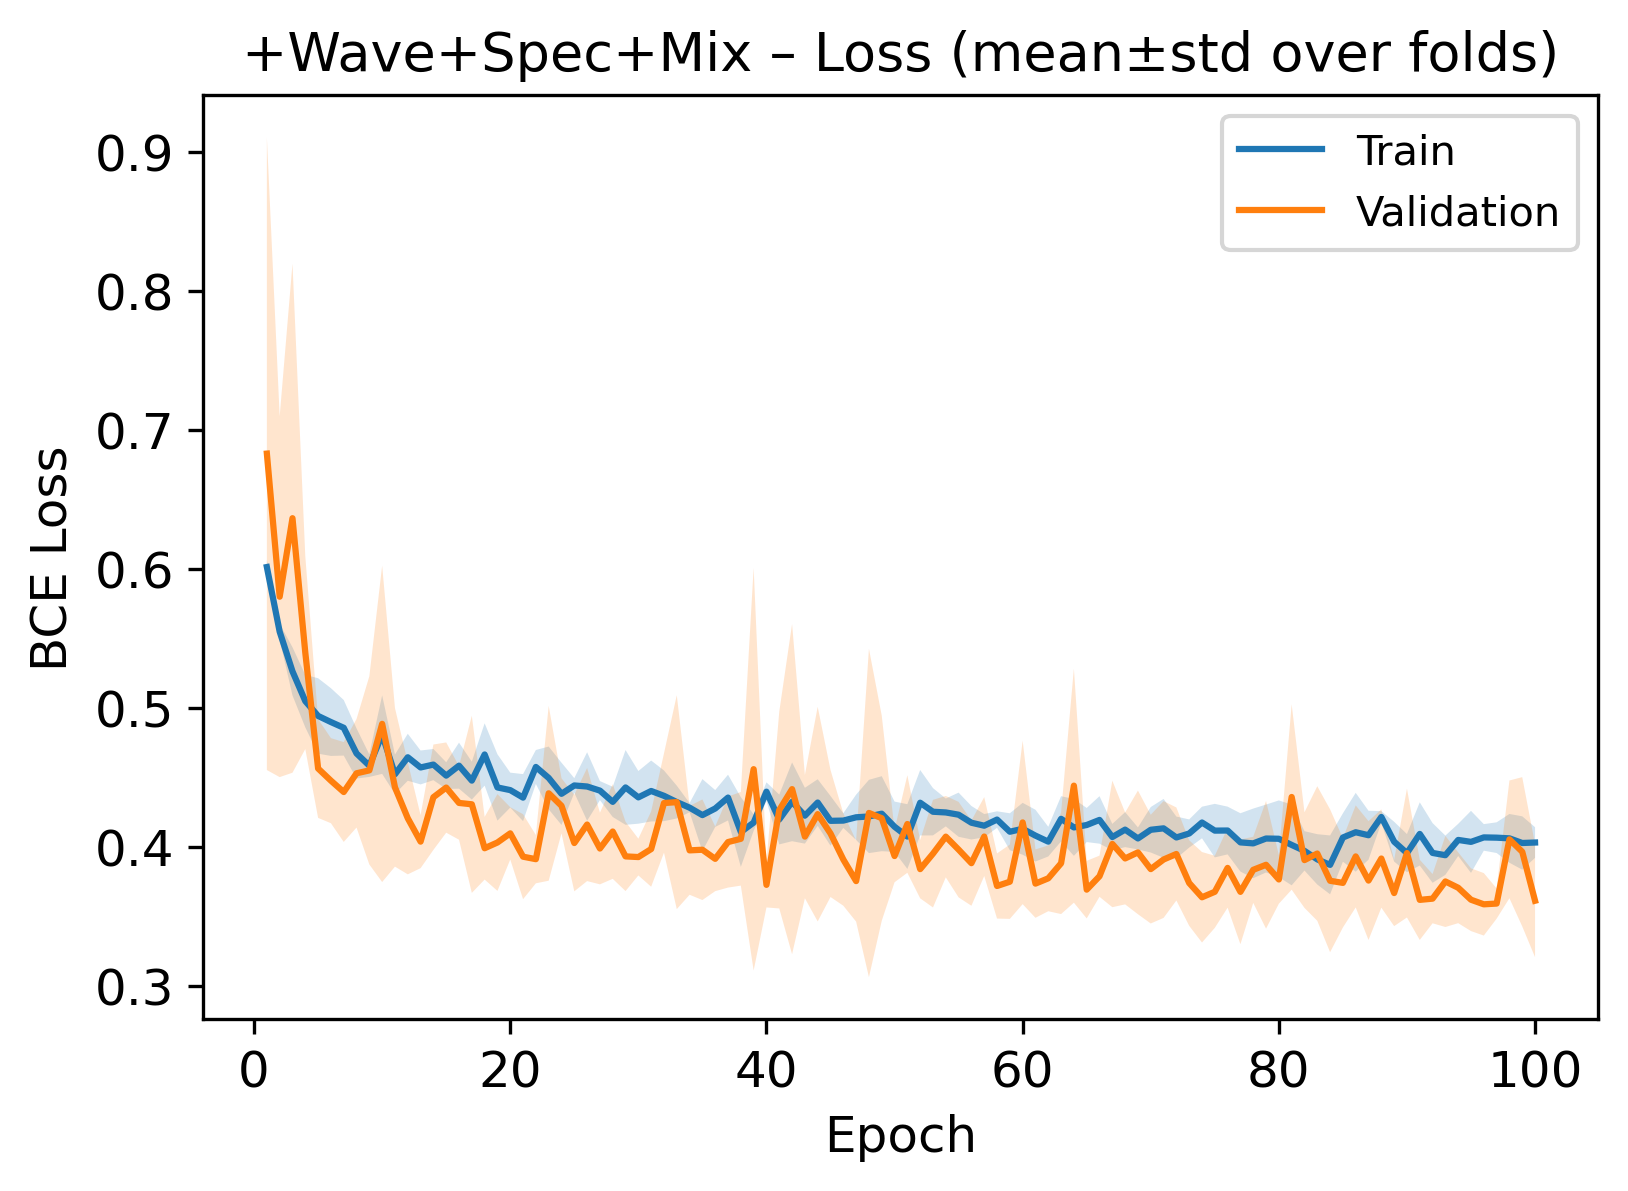 +Wave+Spec+Mix – Loss (mean±std over folds)
Train
Validation
BCE Loss
0.9
0.8
0.7
0.6
0.5
0.4
0.3
0 20 40 60 80 100
Epoch